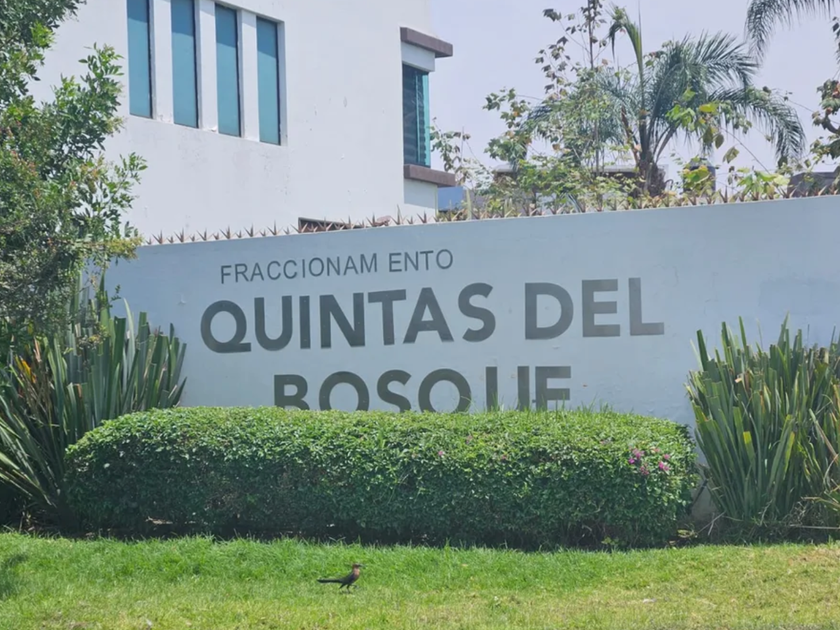 FRACCIONAM ENTO
QUINTAS DEL
BOSQUE